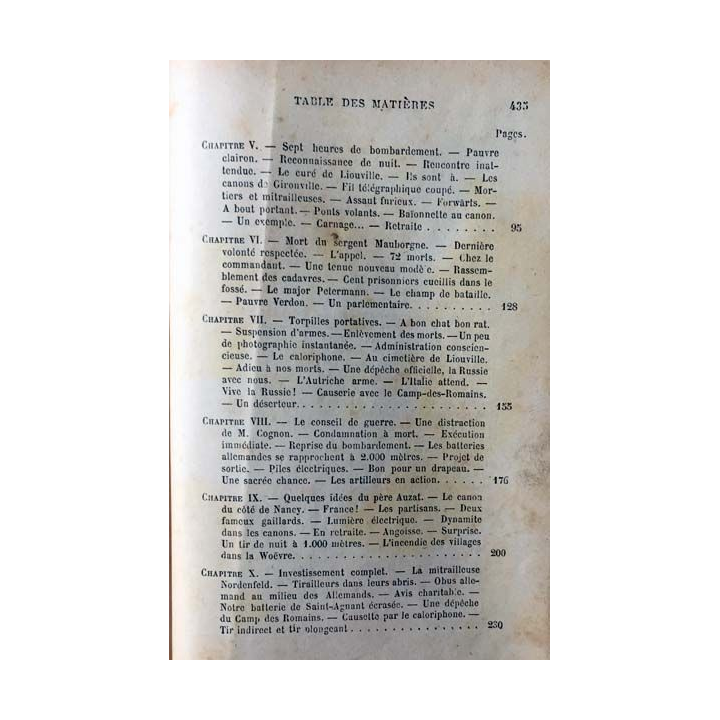 TABLE DES MATIÈRES 435
Pages.
CHAPITRE V. — Sept heures de bombardement. — Pauvre
clairon. — Reconnaissance de nuit. — Rencontre inat-
tendue. — Le curé de Liouville. — Ils sont à. — Les
canons de Gironville. — Fil télégraphique coupé. — Mor-
tiers et mitrailleuses. — Assaut furieux. — Forwärts. —
A bout portant. — Ponts volants. — Baïonnette au canon.
— Un exemple. — Carnage... — Retraite . . . . . . . . 95
CHAPITRE VI. — Mort du sergent Mauborgne. — Dernière
volonté respectée. — L'appel. — 72 morts. — Chez le
commandant. — Une tenue nouveau modèle. — Rassem-
blement des cadavres. — Cent prisonniers cueillis dans le
fossé. — Le major Petermann. — Le champ de bataille.
— Pauvre Verdon. — Un parlementaire. . . . . . . . . . 128
CHAPITRE VII. — Torpilles portatives. — A bon chat bon rat.
— Suspension d'armes. — Enlèvement des morts. — Un peu
de photographie instantanée. — Administration conscien-
cieuse. — Le caloriphone. — Au cimetière de Liouville.
— Adieu à nos morts. — Une dépêche officielle, la Russie
avec nous. — L'Autriche arme. — L'Italie attend. —
Vive la Russie! — Causerie avec le Camp-des-Romains.
— Un déserteur. . . . . . . . . . . . . . . . . . . . 155
CHAPITRE VIII. — Le conseil de guerre. — Une distraction
de M. Cognon. — Condamnation à mort. — Exécution
immédiate. — Reprise du bombardement. — Les batteries
allemandes se rapprochent à 2.000 mètres. — Projet de
sortie. — Piles électriques. — Bon pour un drapeau. —
Une sacrée chance. — Les artilleurs en action. . . . . . 176
CHAPITRE IX. — Quelques idées du père Auzat. — Le canon
du côté de Nancy. — France! — Les partisans. — Deux
fameux gaillards. — Lumière électrique. — Dynamite
dans les canons. — En retraite. — Angoisse. — Surprise.
Un tir de nuit à 1.000 mètres. — L'incendie des villages
dans la Woëvre. . . . . . . . . . . . . . . . . . . . 200
CHAPITRE X. — Investissement complet. — La mitrailleuse
Nordenfeld. — Tirailleurs dans leurs abris. — Obus alle-
mand au milieu des Allemands. — Avis charitable. —
Notre batterie de Saint-Agnant écrasée. — Une dépêche
du Camp des Romains. — Causette par le caloriphone. —
Tir indirect et tir plongeant . . . . . . . . . . . . . . . 230